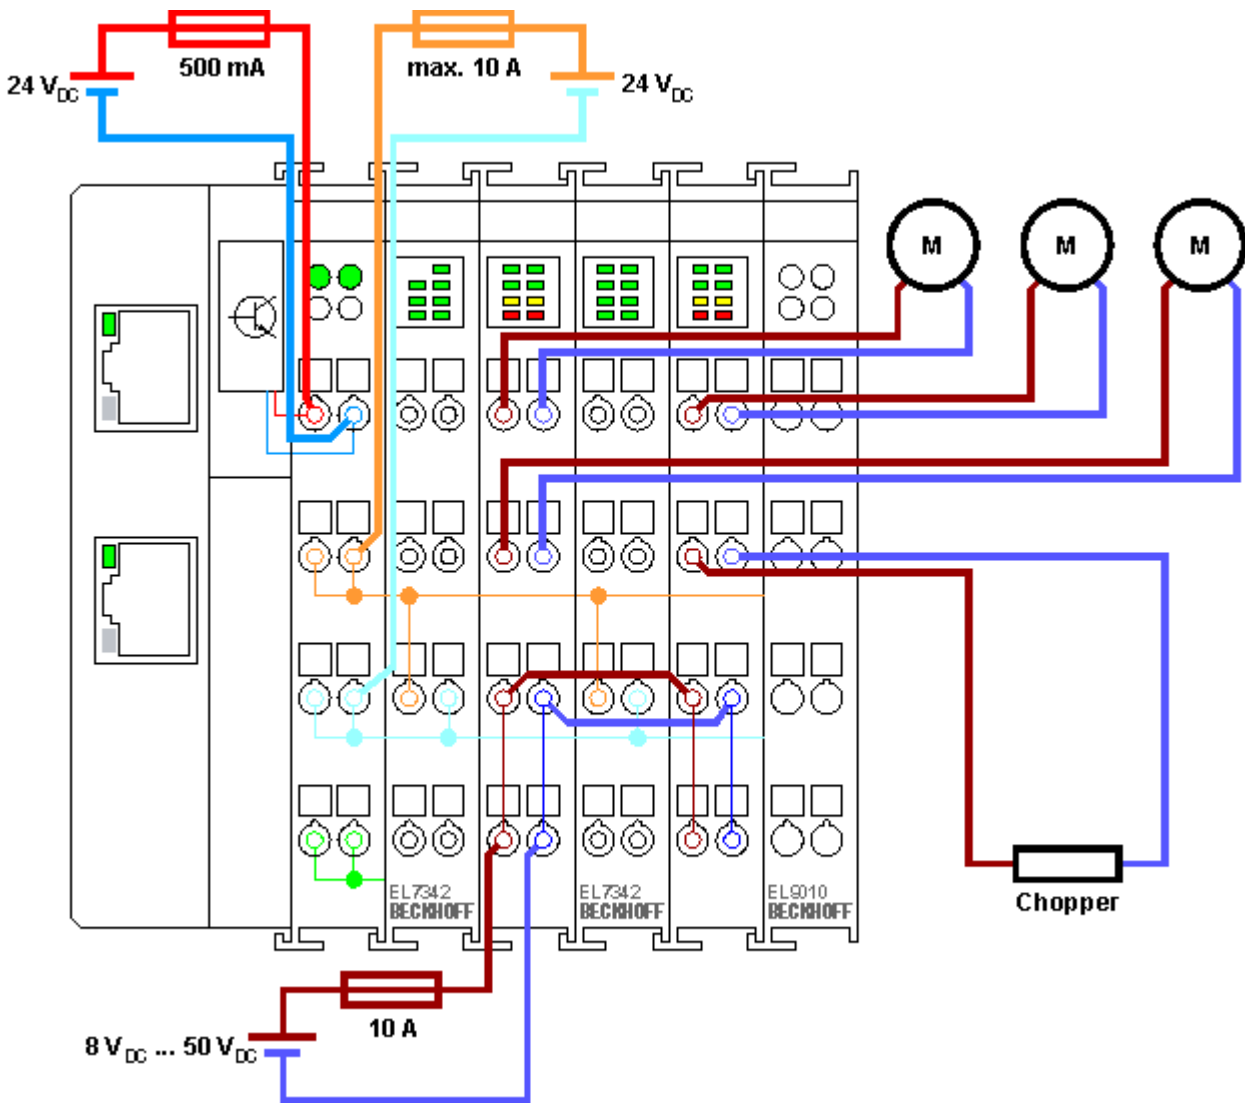 500 mA
max. 10 A
24 VDC
24 VDC
M
M
M
EL7342
BECKHOFF
EL7342
BECKHOFF
EL9010
BECKHOFF
Chopper
10 A
8 VDC ... 50 VDC